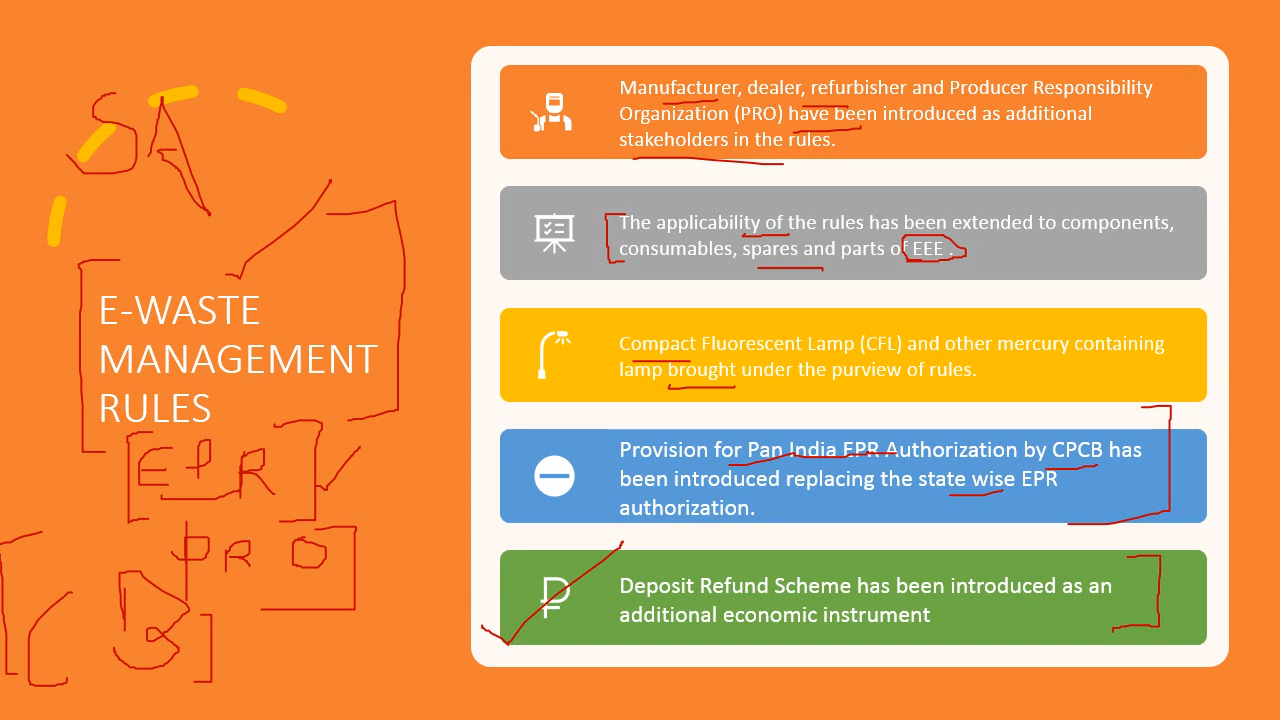 SA
E-WASTE
MANAGEMENT
RULES
EPR
PRO
Manufacturer, dealer, refurbisher and Producer Responsibility
Organization (PRO) have been introduced as additional
stakeholders in the rules.
The applicability of the rules has been extended to components,
consumables, spares and parts of EEE .
Compact Fluorescent Lamp (CFL) and other mercury containing
lamp brought under the purview of rules.
Provision for Pan India EPR Authorization by CPCB has
been introduced replacing the state wise EPR
authorization.
Deposit Refund Scheme has been introduced as an
additional economic instrument